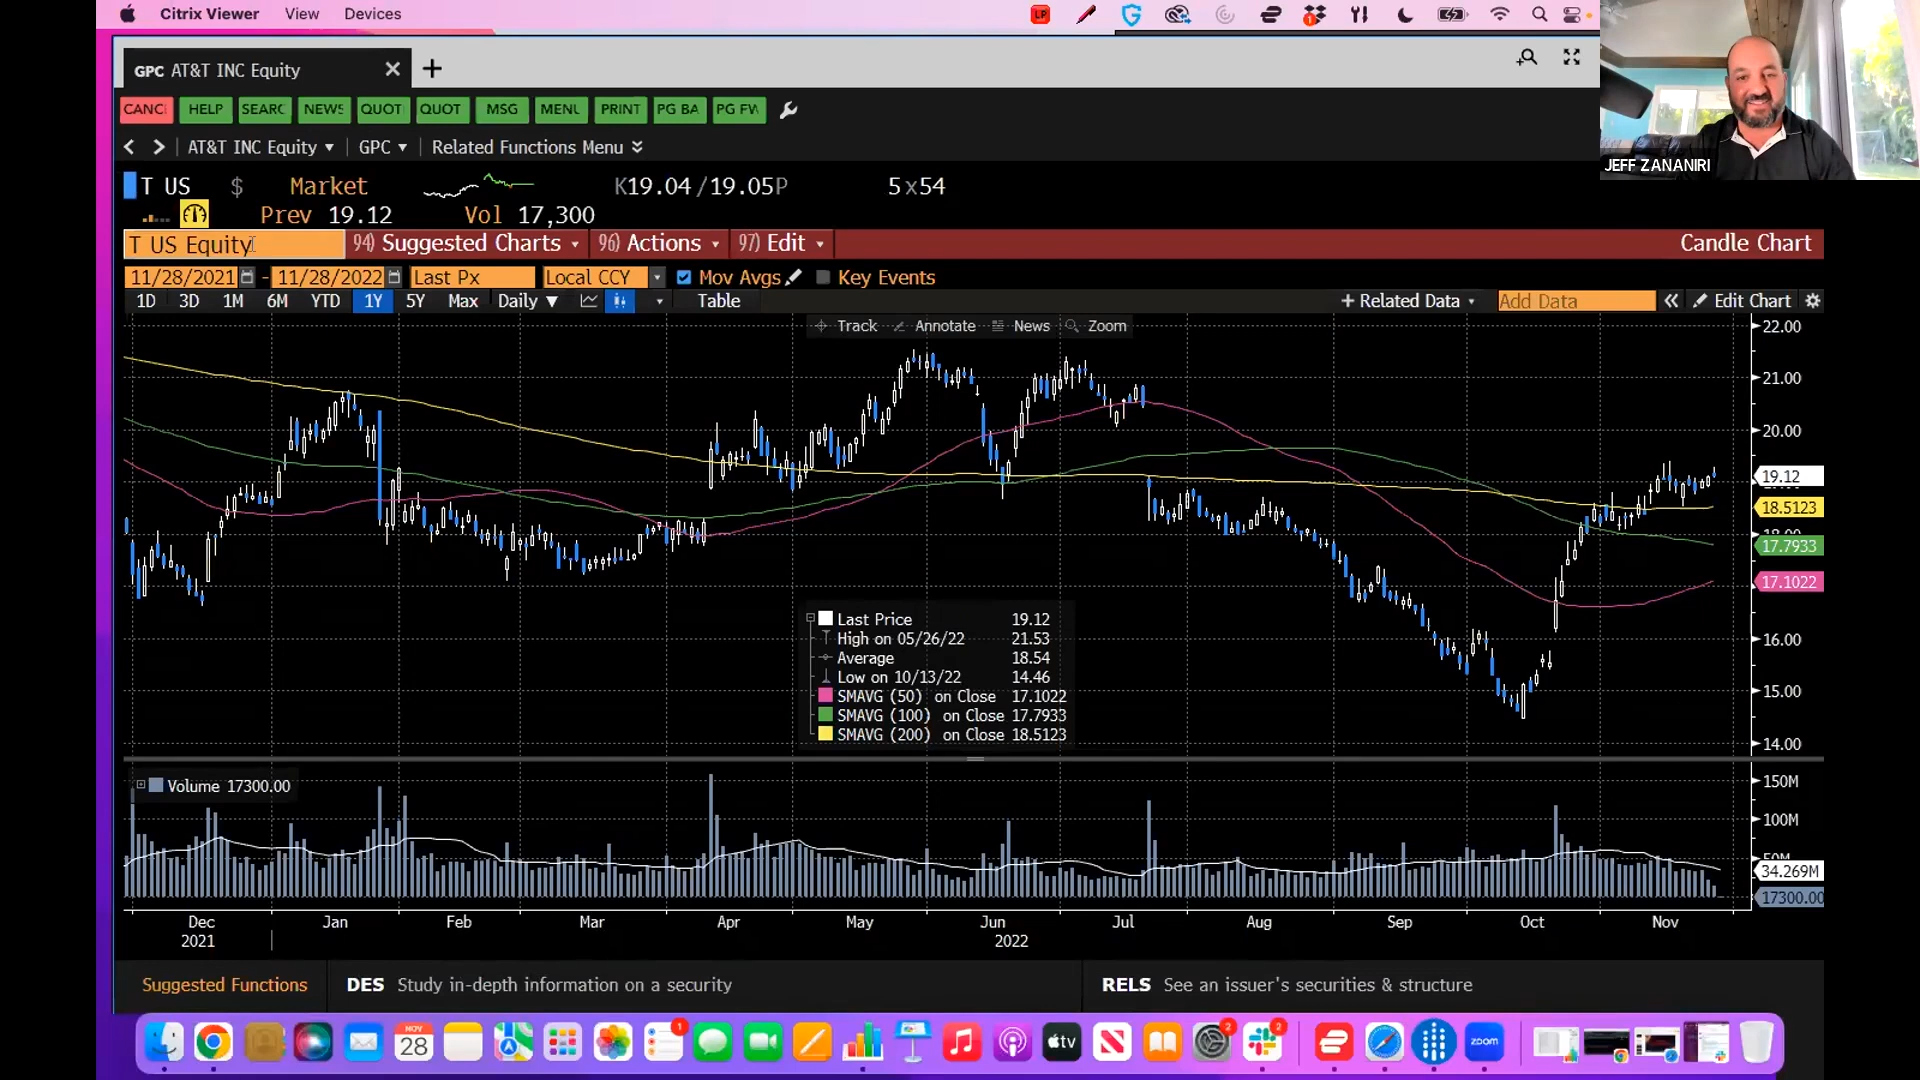 Citrix Viewer View Devices
GPC AT&T INC Equity
CANC HELP SEARC NEWS QUOT QUOT MSG MENU PRINT PG BA PG FW
AT&T INC Equity GPC Related Functions Menu
JEFF ZANANIRI
T US $ Market K19.04/19.05P 5x54
Prev 19.12 Vol 17,300
T US Equity 94) Suggested Charts 96) Actions 97) Edit Candle Chart
11/28/2021 - 11/28/2022 Last Px Local CCY Mov Avgs Key Events
1D 3D 1M 6M YTD 1Y 5Y Max Daily Table + Related Data Add Data Edit Chart
Track Annotate News Zoom
22.00
21.00
20.00
19.12
18.5123
17.7933
17.1022
16.00
15.00
14.00
Last Price 19.12
High on 05/26/22 21.53
Average 18.54
Low on 10/13/22 14.46
SMAVG (50) on Close 17.1022
SMAVG (100) on Close 17.7933
SMAVG (200) on Close 18.5123
Volume 17300.00
150M
100M
34.269M
17300.00
Dec Jan Feb Mar Apr May Jun Jul Aug Sep Oct Nov
2021 2022
Suggested Functions DES Study in-depth information on a security RELS See an issuer's securities & structure
NOV
28
1
tv
2
2
zoom